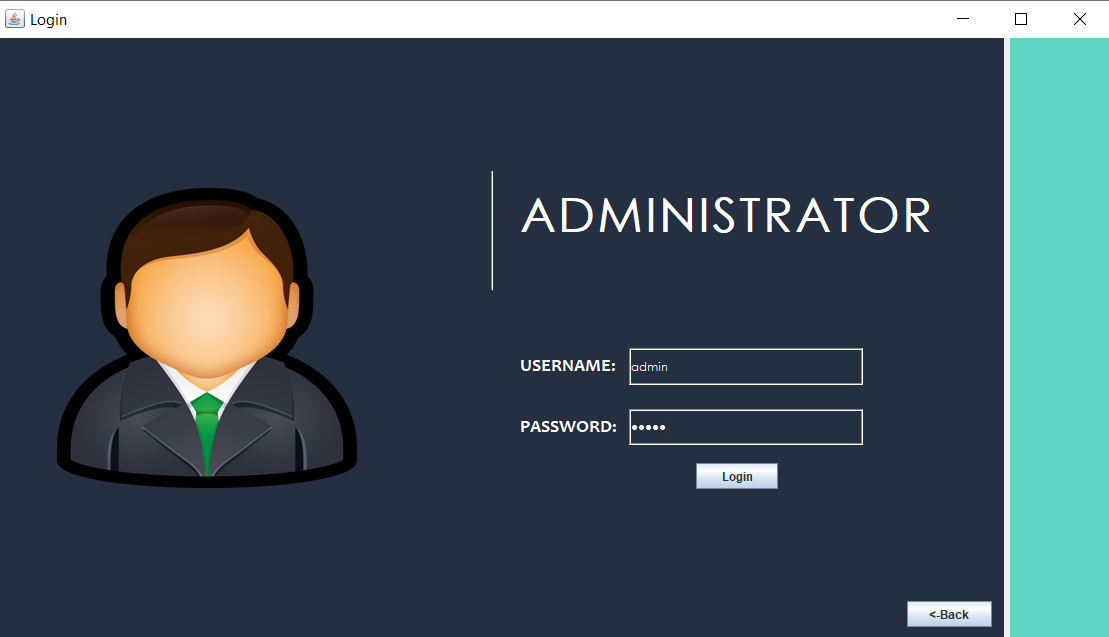 Login
ADMINISTRATOR
USERNAME: admin
PASSWORD: •••••
Login
<-Back